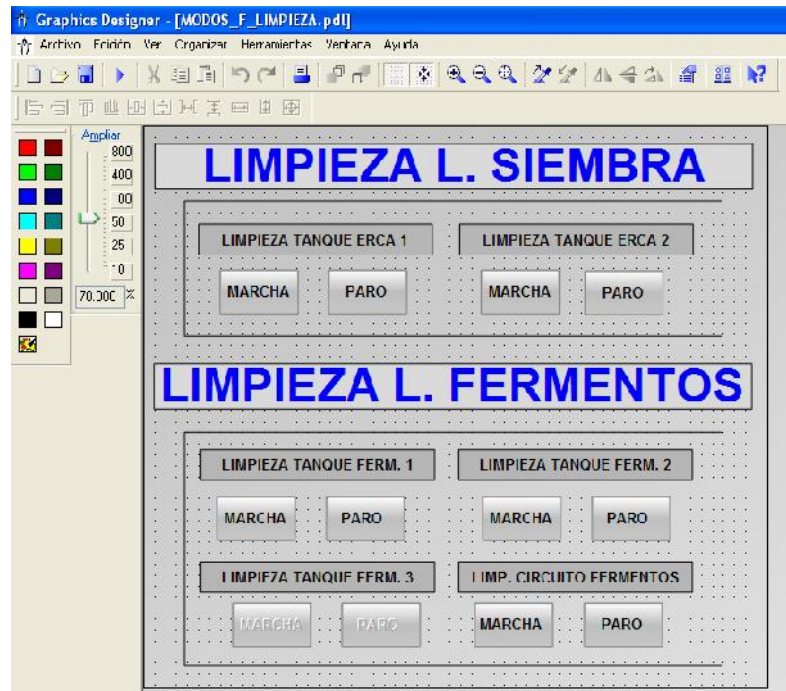 Graphics Designer - [MODOS_F_LIMPIEZA.pdl]
Archivo Edición Ver Organizar Herramientas Ventana Ayuda
Ampliar
800
400
50
25
70.000 %
LIMPIEZA L. SIEMBRA
LIMPIEZA TANQUE ERCA 1 LIMPIEZA TANQUE ERCA 2
MARCHA PARO MARCHA PARO
LIMPIEZA L. FERMENTOS
LIMPIEZA TANQUE FERM. 1 LIMPIEZA TANQUE FERM. 2
MARCHA PARO MARCHA PARO
LIMPIEZA TANQUE FERM. 3 LIMP. CIRCUITO FERMENTOS
MARCHA PARO MARCHA PARO